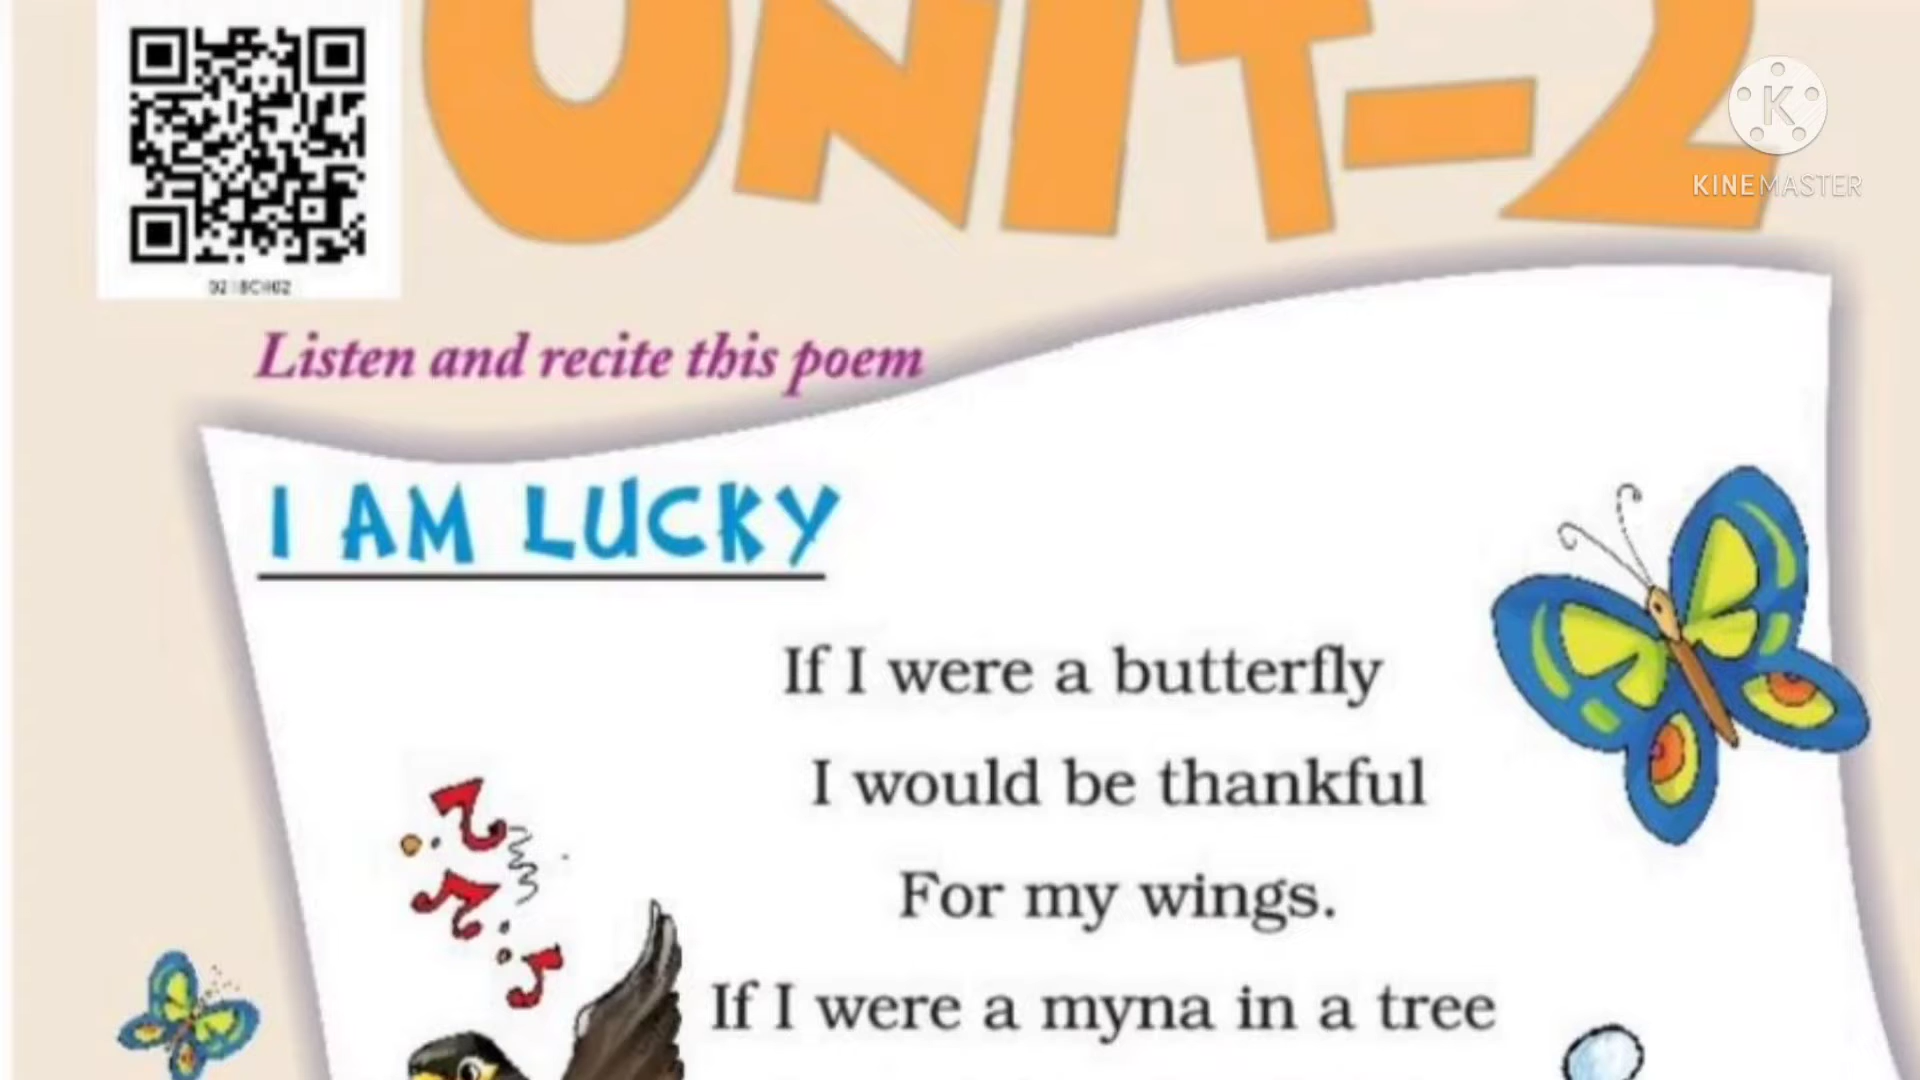 UNIT-2
KINEMASTER
Listen and recite this poem
I AM LUCKY
If I were a butterfly
I would be thankful
For my wings.
If I were a myna in a tree